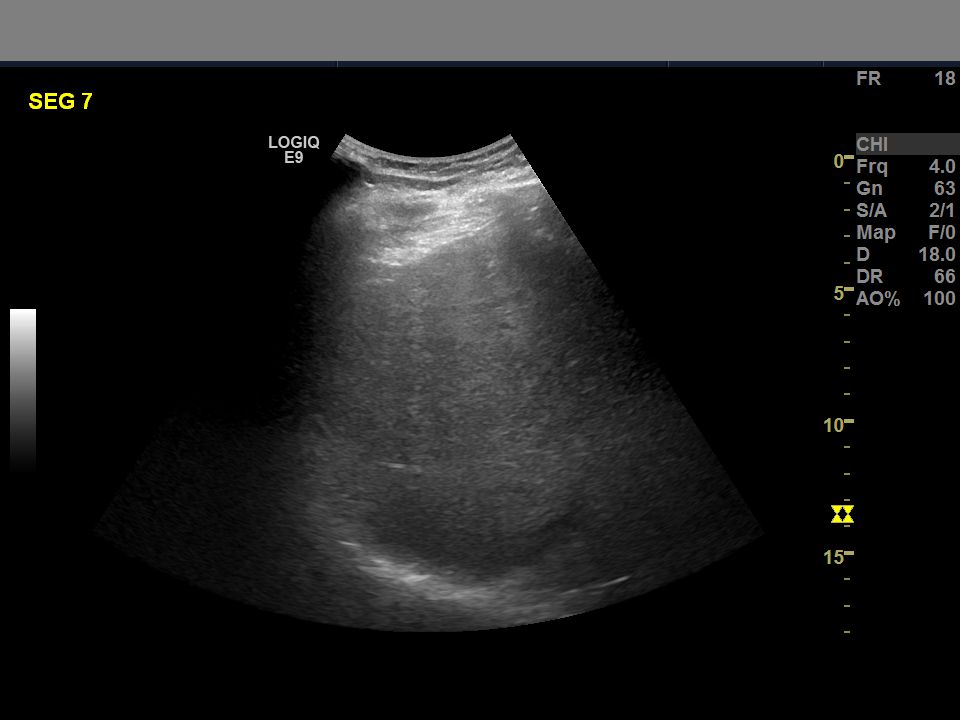 FR 18
SEG 7
LOGIQ
E9
CHI
Frq 4.0
Gn 63
S/A 2/1
Map F/0
D 18.0
DR 66
AO% 100
0
5
10
15